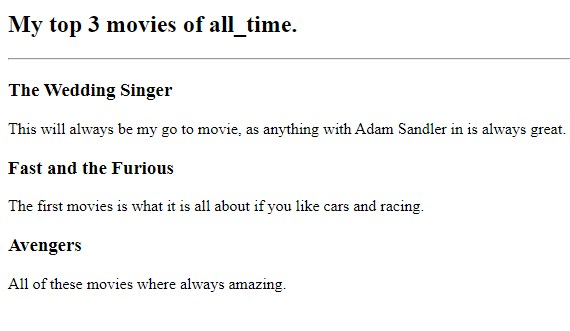 My top 3 movies of all_time.
The Wedding Singer
This will always be my go to movie, as anything with Adam Sandler in is always great.
Fast and the Furious
The first movies is what it is all about if you like cars and racing.
Avengers
All of these movies where always amazing.